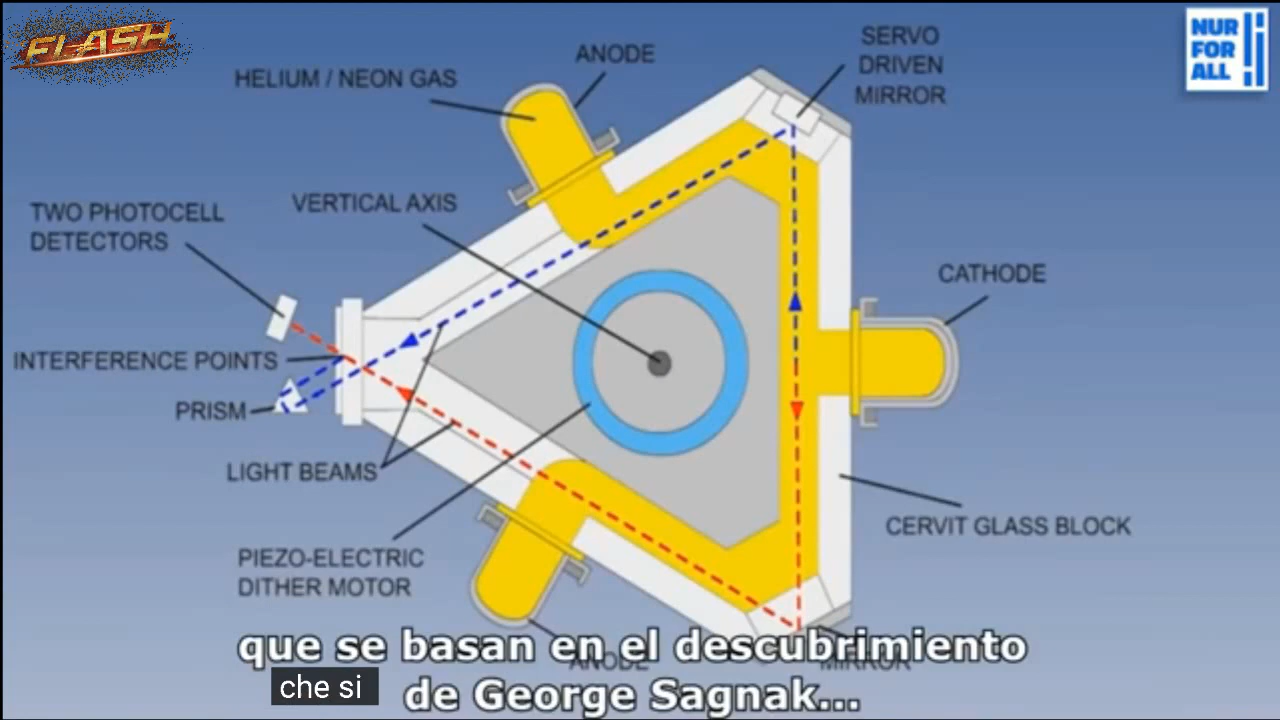 FLASH
NUR
FOR
ALL
ANODE
SERVO
DRIVEN
MIRROR
HELIUM / NEON GAS
VERTICAL AXIS
TWO PHOTOCELL
DETECTORS
CATHODE
INTERFERENCE POINTS
PRISM
LIGHT BEAMS
CERVIT GLASS BLOCK
PIEZO-ELECTRIC
DITHER MOTOR
ANODE
MIRROR
que se basan en el descubrimiento
de George Sagnak...
che si